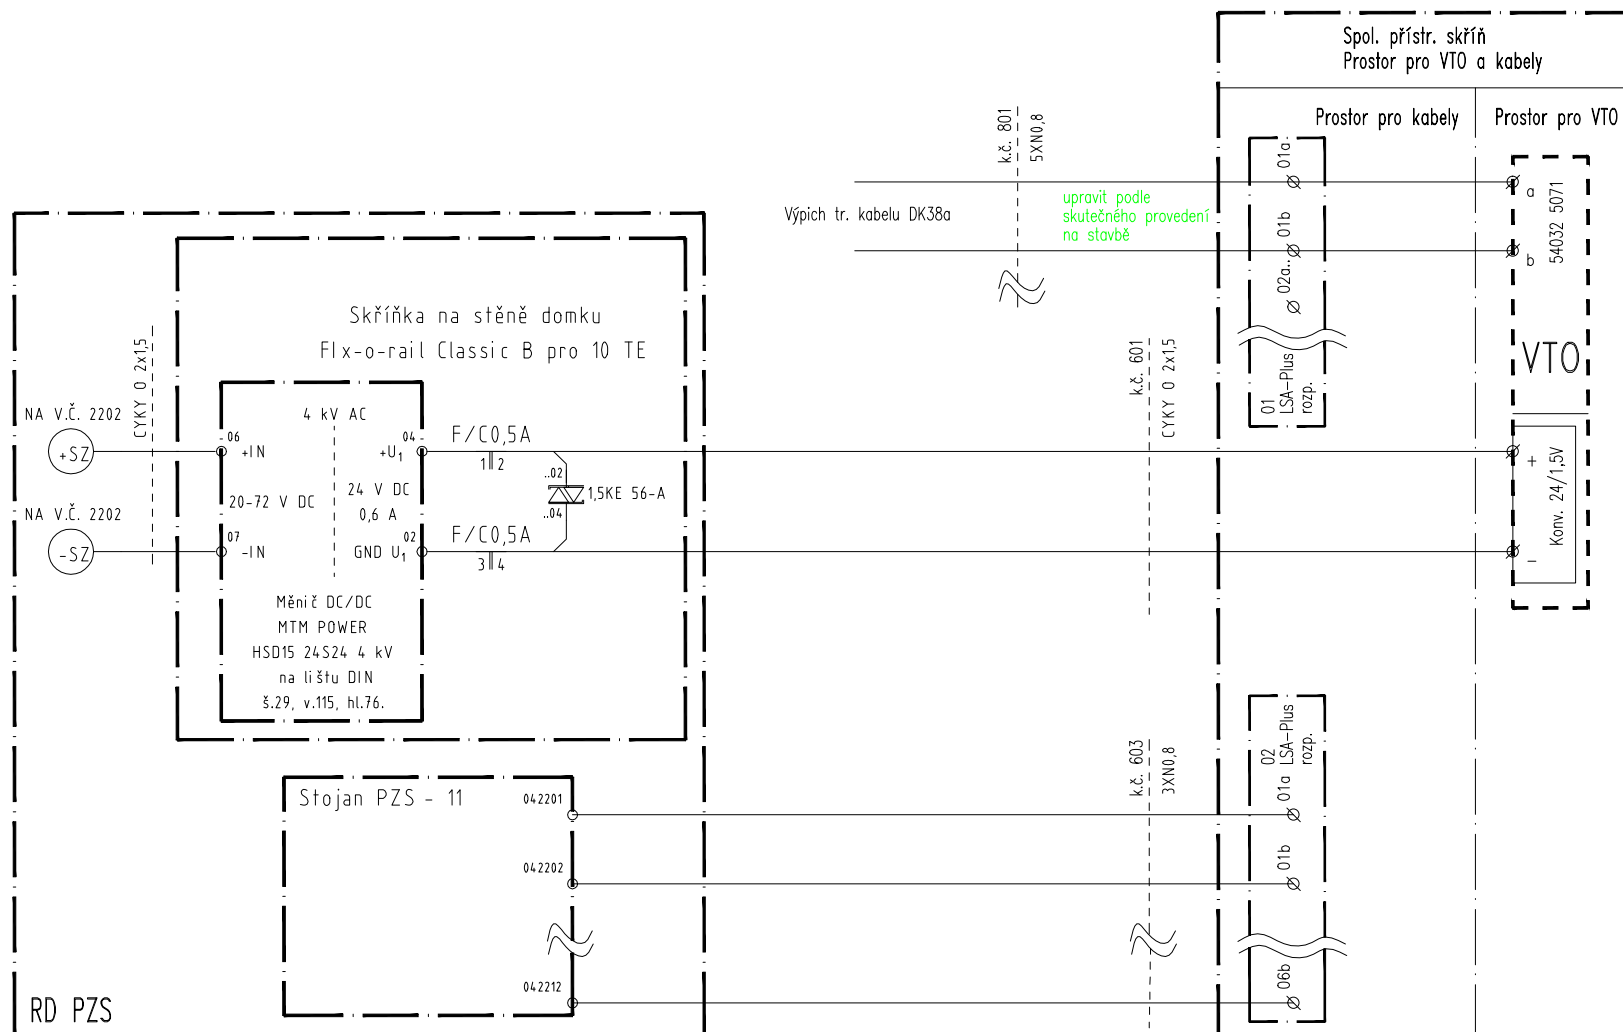 Spol. přístr. skříň
Prostor pro VTO a kabely
Prostor pro kabely
Prostor pro VTO
k.č. 801
5XN0,8
01a
a
54032 5071
upravit podle
skutečného provedení
na stavbě
Výpich tr. kabelu DK38a
01b
b
02a..
Skříňka na stěně domku
FIx-o-rail Classic B pro 10 TE
CYKY O 2x1,5
k.č. 601
CYKY O 2x1,5
01
LSA-Plus
rozp.
VTO
NA V.Č. 2202
+SZ
06
+IN
4 kV AC
04
+U1
F/C0,5A
1 2
..02
1,5KE 56-A
..04
+
Konv. 24/1,5V
-
20-72 V DC
24 V DC
0,6 A
NA V.Č. 2202
-SZ
07
-IN
02
GND U1
F/C0,5A
3 4
Měnič DC/DC
MTM POWER
HSD15 24S24 4 kV
na lištu DIN
š.29, v.115, hl.76.
k.č. 603
3XN0,8
02
LSA-Plus
rozp.
Stojan PZS - 11
042201
01a
042202
01b
042212
06b
RD PZS